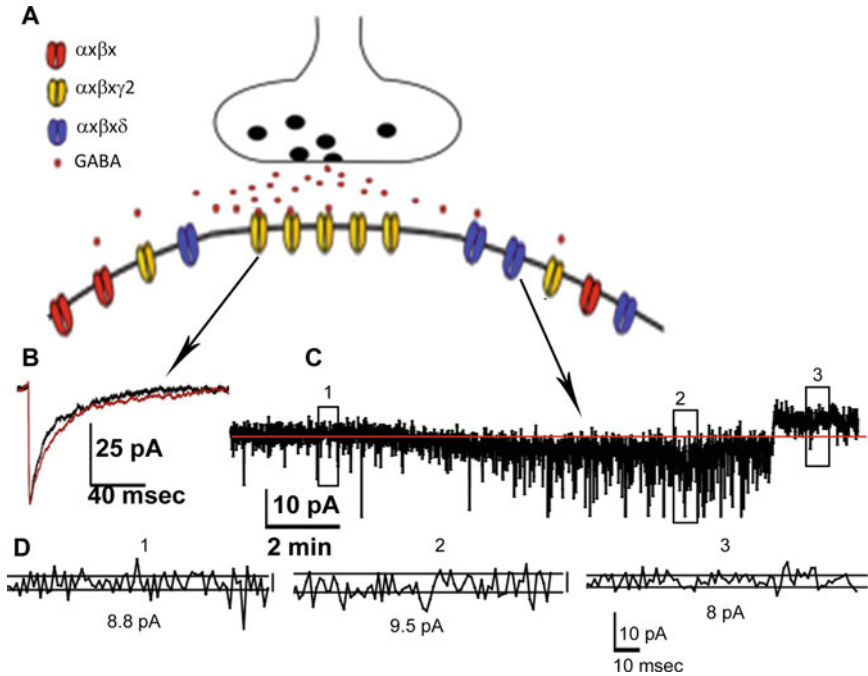 A
αxβx
αxβxγ2
αxβxδ
GABA
B
25 pA
40 msec
C
1
2
3
10 pA
2 min
D
1
2
3
8.8 pA
9.5 pA
8 pA
10 pA
10 msec